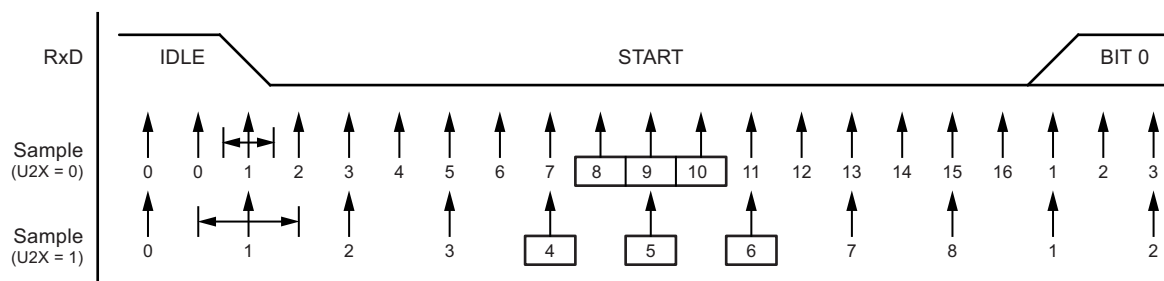 RxD IDLE START BIT 0
Sample
(U2X = 0)
0 0 1 2 3 4 5 6 7 8 9 10 11 12 13 14 15 16 1 2 3
Sample
(U2X = 1)
0 1 2 3 4 5 6 7 8 1 2